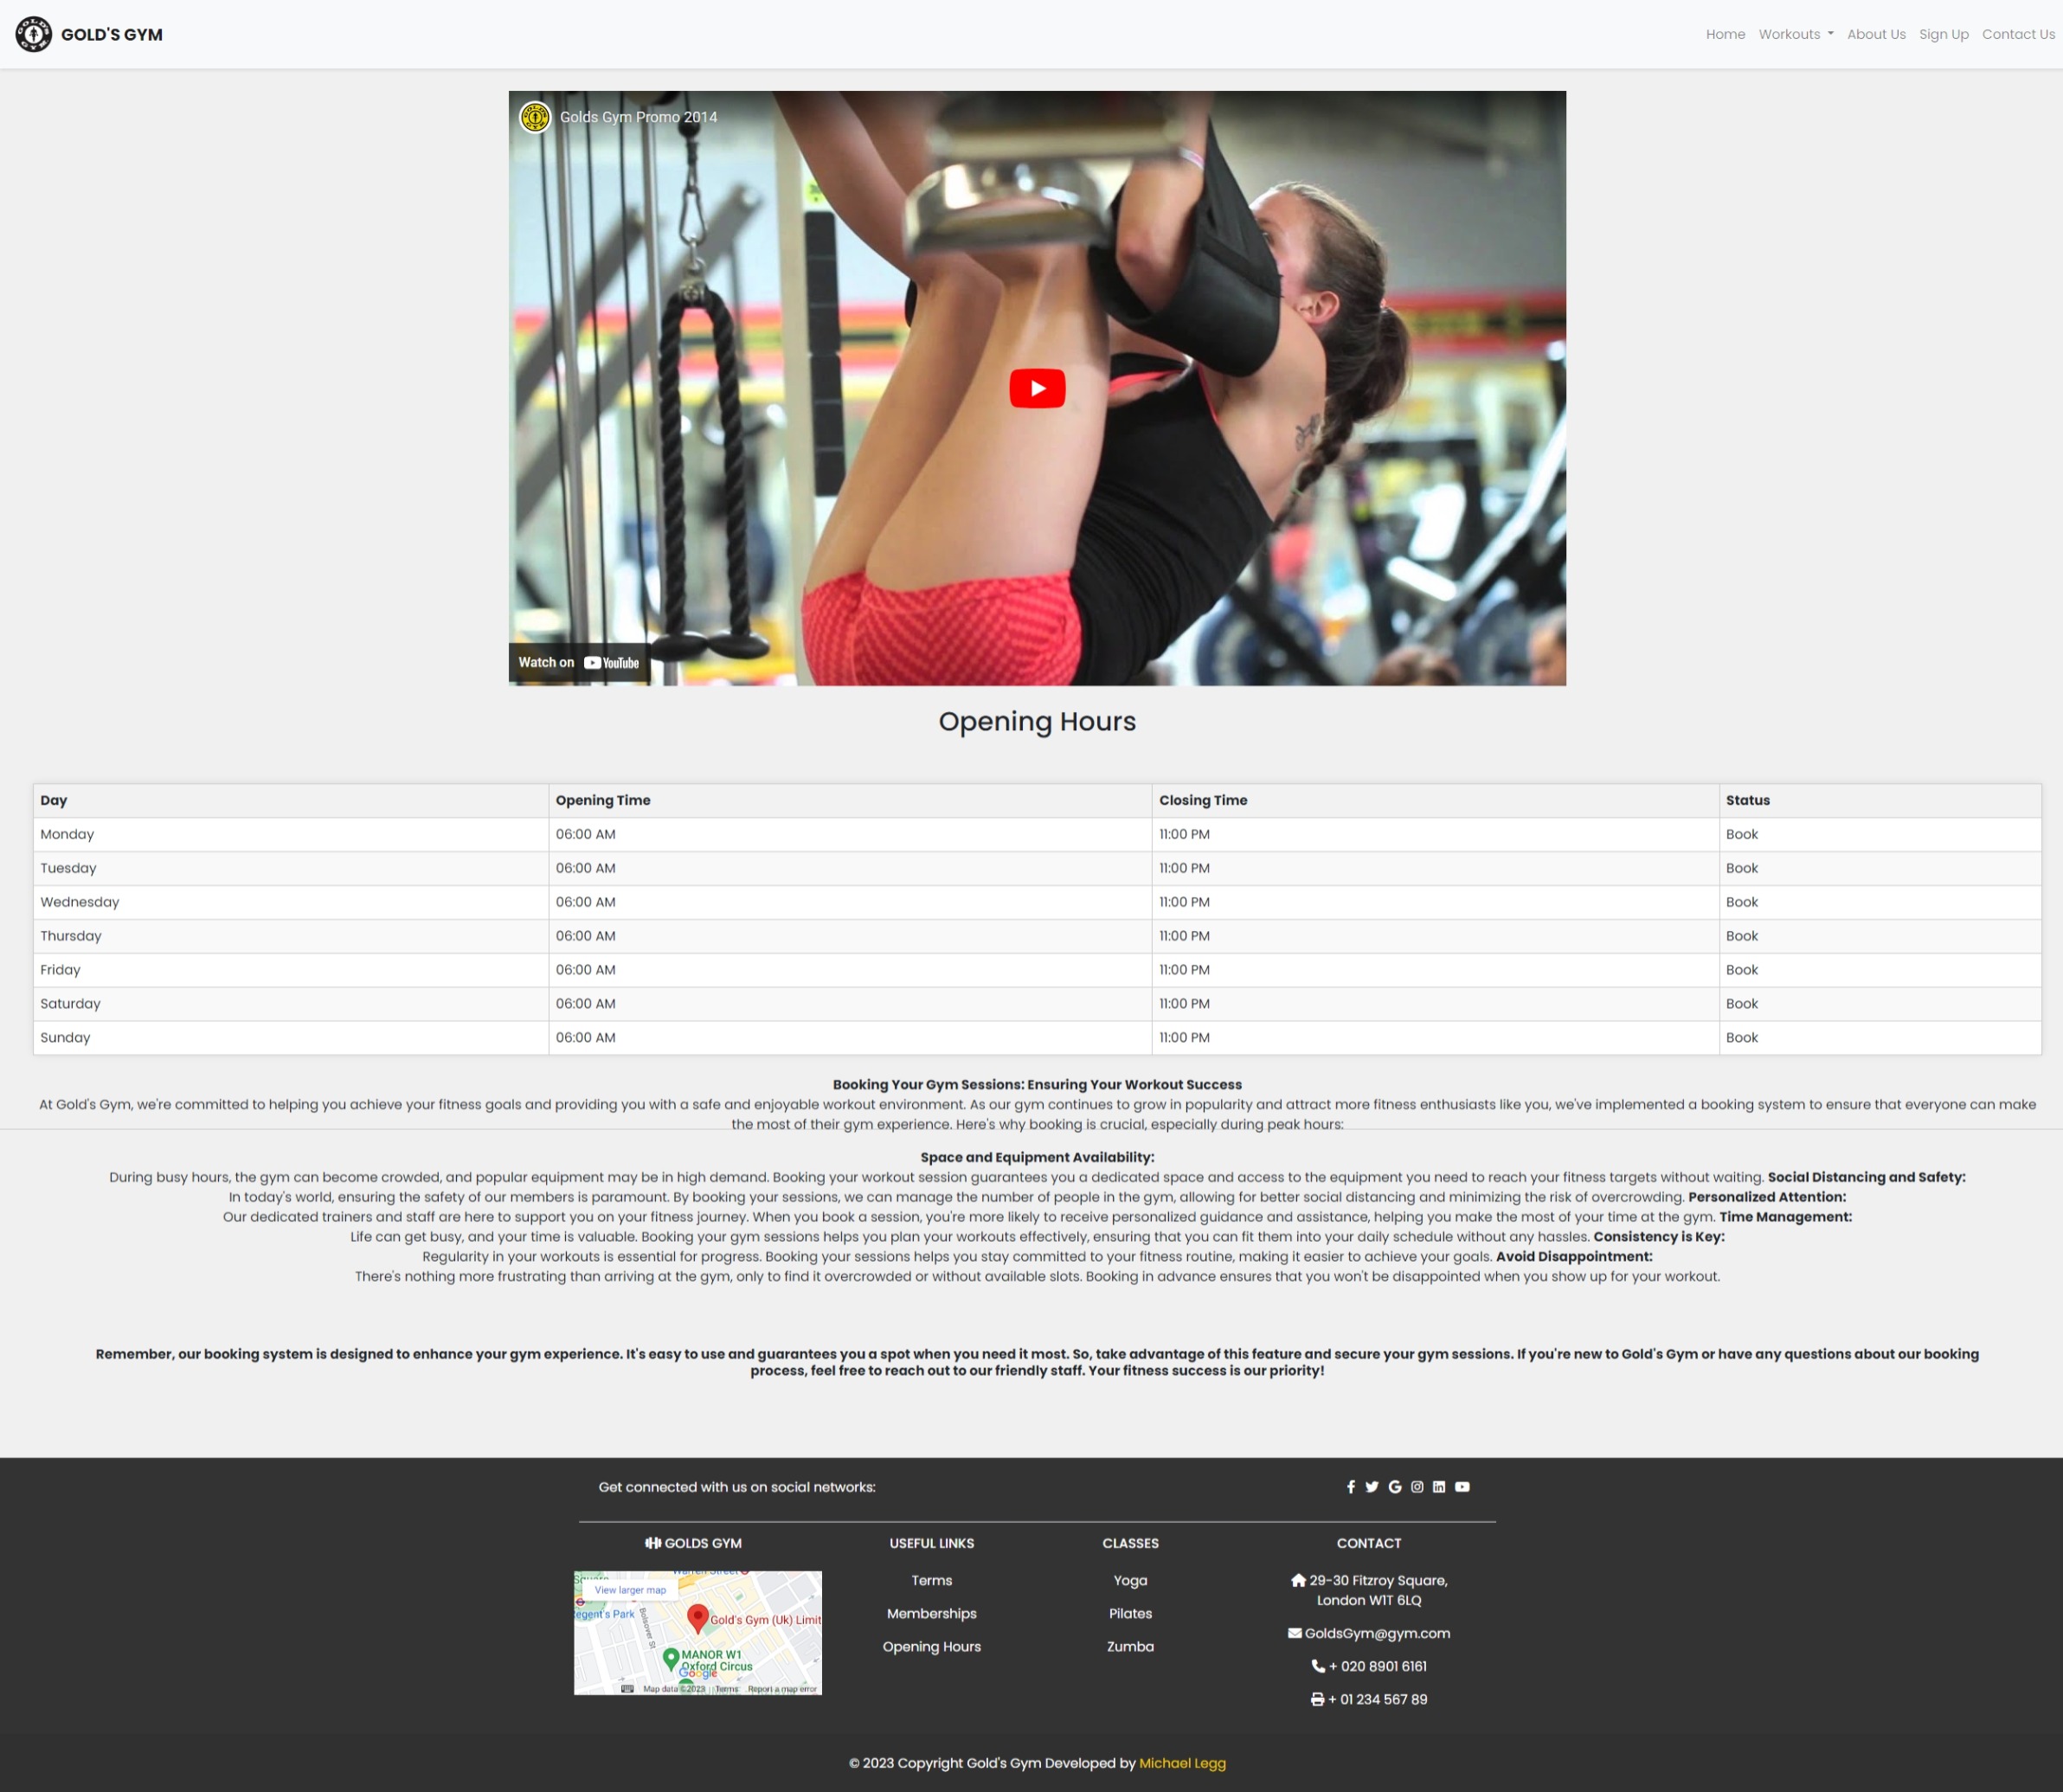 GOLD'S GYM
Home Workouts About Us Sign Up Contact Us
Golds Gym Promo 2014
Watch on YouTube
Opening Hours
Day Opening Time Closing Time Status
Monday 06:00 AM 11:00 PM Book
Tuesday 06:00 AM 11:00 PM Book
Wednesday 06:00 AM 11:00 PM Book
Thursday 06:00 AM 11:00 PM Book
Friday 06:00 AM 11:00 PM Book
Saturday 06:00 AM 11:00 PM Book
Sunday 06:00 AM 11:00 PM Book
Booking Your Gym Sessions: Ensuring Your Workout Success
At Gold's Gym, we're committed to helping you achieve your fitness goals and providing you with a safe and enjoyable workout environment. As our gym continues to grow in popularity and attract more fitness enthusiasts like you, we've implemented a booking system to ensure that everyone can make
the most of their gym experience. Here's why booking is crucial, especially during peak hours:
Space and Equipment Availability:
During busy hours, the gym can become crowded, and popular equipment may be in high demand. Booking your workout session guarantees you a dedicated space and access to the equipment you need to reach your fitness targets without waiting. Social Distancing and Safety:
In today's world, ensuring the safety of our members is paramount. By booking your sessions, we can manage the number of people in the gym, allowing for better social distancing and minimizing the risk of overcrowding. Personalized Attention:
Our dedicated trainers and staff are here to support you on your fitness journey. When you book a session, you're more likely to receive personalized guidance and assistance, helping you make the most of your time at the gym. Time Management:
Life can get busy, and your time is valuable. Booking your gym sessions helps you plan your workouts effectively, ensuring that you can fit them into your daily schedule without any hassles. Consistency is Key:
Regularity in your workouts is essential for progress. Booking your sessions helps you stay committed to your fitness routine, making it easier to achieve your goals. Avoid Disappointment:
There's nothing more frustrating than arriving at the gym, only to find it overcrowded or without available slots. Booking in advance ensures that you won't be disappointed when you show up for your workout.
Remember, our booking system is designed to enhance your gym experience. It's easy to use and guarantees you a spot when you need it most. So, take advantage of this feature and secure your gym sessions. If you're new to Gold's Gym or have any questions about our booking
process, feel free to reach out to our friendly staff. Your fitness success is our priority!
Get connected with us on social networks:
GOLDS GYM
View larger map
Warren Street
egent's Park
Bolsover St
Gold's Gym (Uk) Limit
MANOR W1
Oxford Circus
Google
Map data ©2023 Terms Report a map error
USEFUL LINKS
Terms
Memberships
Opening Hours
CLASSES
Yoga
Pilates
Zumba
CONTACT
29-30 Fitzroy Square,
London W1T 6LQ
GoldsGym@gym.com
+ 020 8901 6161
+ 01 234 567 89
© 2023 Copyright Gold's Gym Developed by Michael Legg